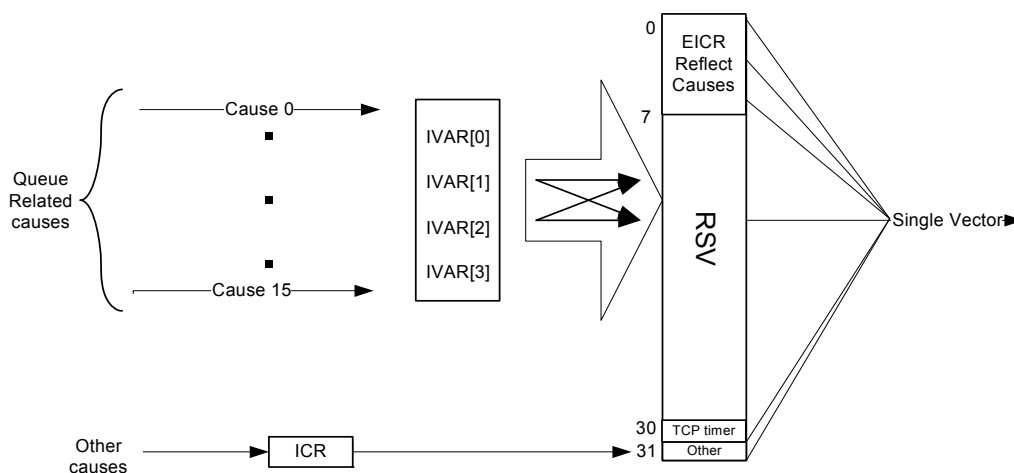 0
EICR
Reflect
Causes
7
Cause 0
IVAR[0]
IVAR[1]
IVAR[2]
IVAR[3]
Queue
Related
causes
Cause 15
RSV
Single Vector
30
TCP timer
31
Other
Other
causes
ICR